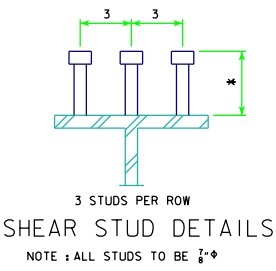 3 3
*
3 STUDS PER ROW
SHEAR STUD DETAILS
NOTE : ALL STUDS TO BE 7/8"Φ